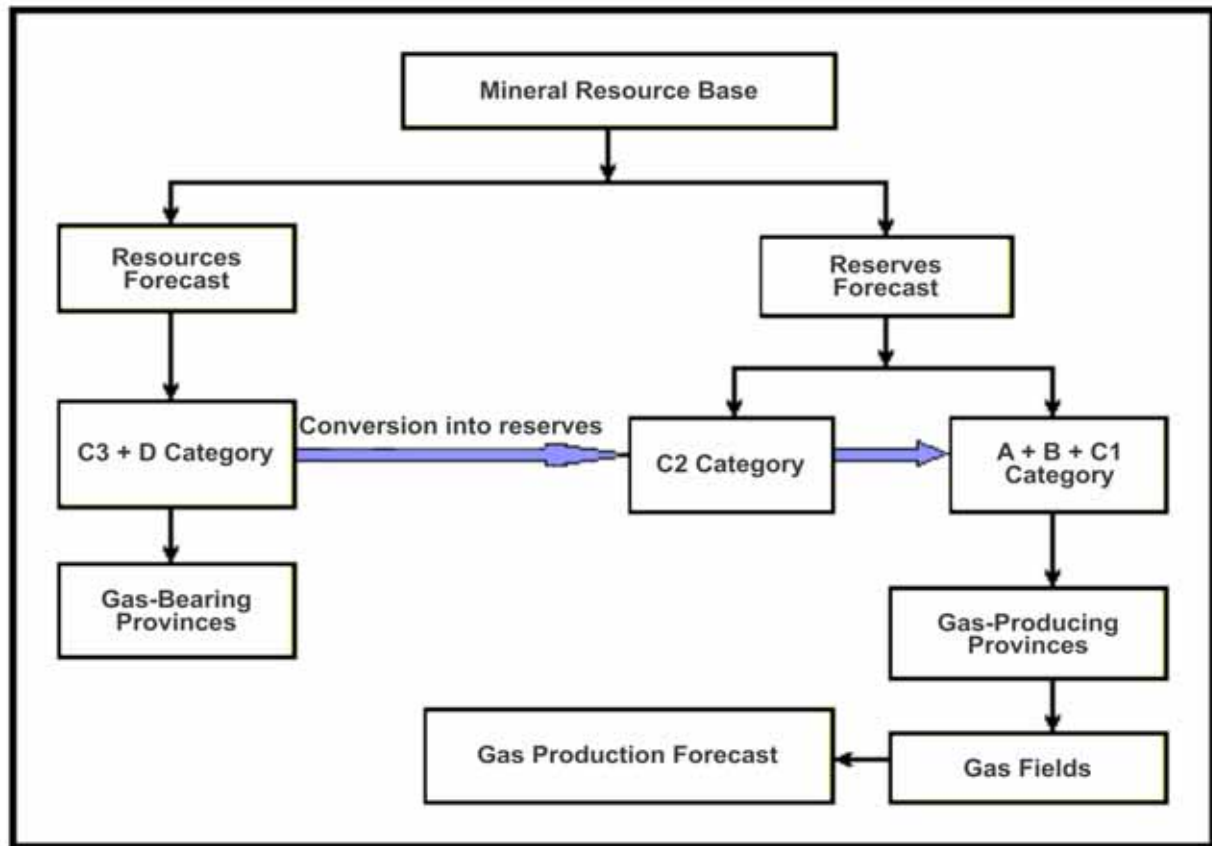 Mineral Resource Base
Resources
Forecast
Reserves
Forecast
Conversion into reserves
C3 + D Category
C2 Category
A + B + C1
Category
Gas-Bearing
Provinces
Gas-Producing
Provinces
Gas Production Forecast
Gas Fields